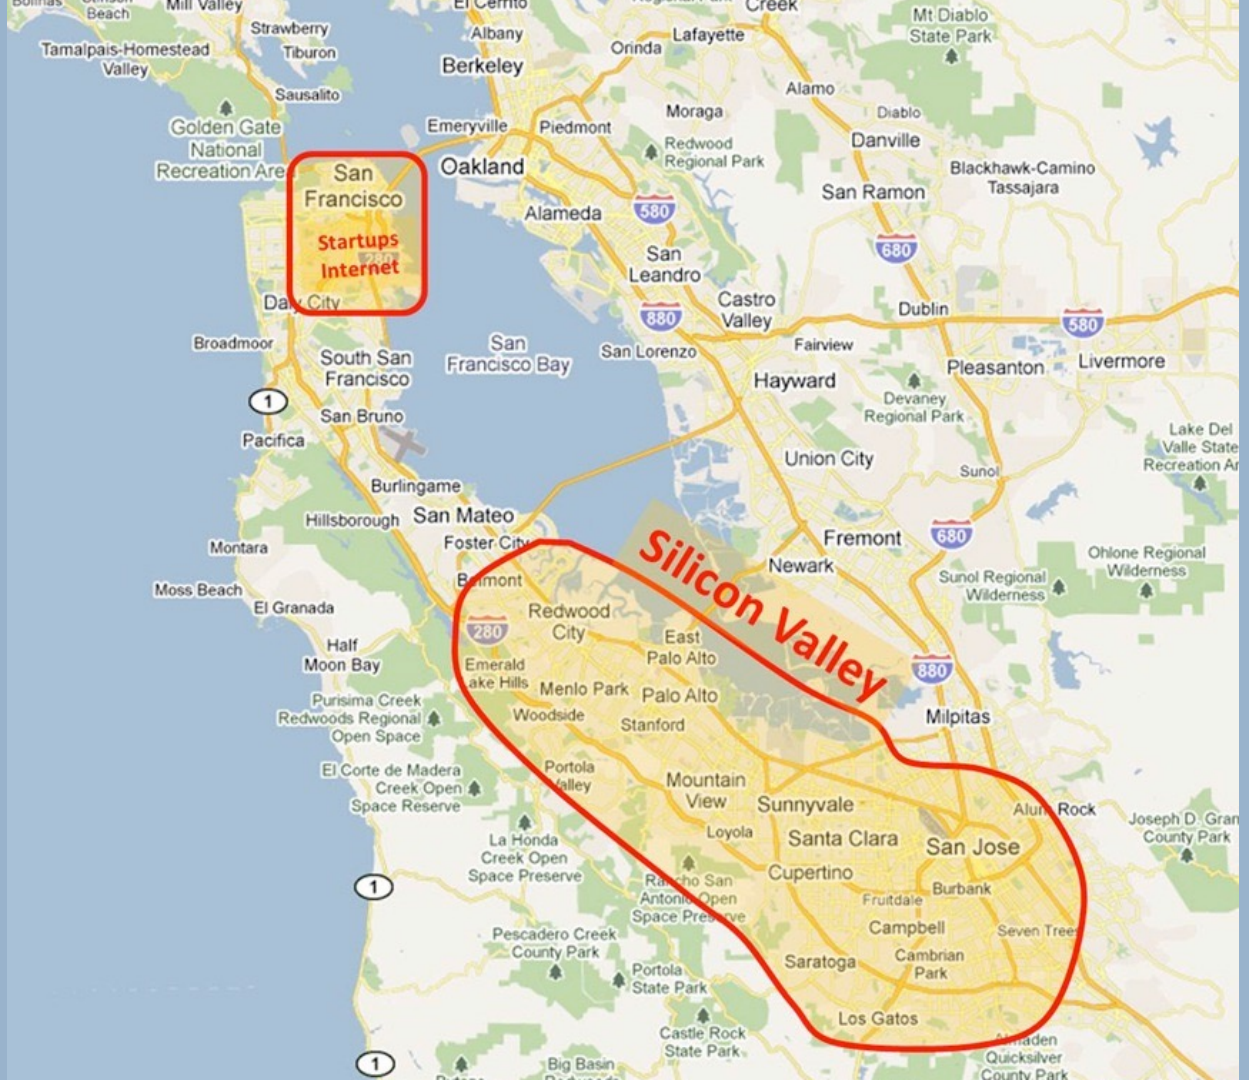 Beach
Mill Valley
El Cerrito
Creek
Mt Diablo
State Park
Strawberry
Albany
Lafayette
Tamalpais-Homestead
Valley
Tiburon
Orinda
Berkeley
Sausalito
Alamo
Golden Gate
National
Recreation Area
Moraga
Diablo
Emeryville
Piedmont
Danville
Redwood
Regional Park
Oakland
Blackhawk-Camino
Tassajara
San
Francisco
San Ramon
Alameda
580
Startups
Internet
280
680
San
Leandro
Daly City
Castro
Valley
Dublin
880
580
Broadmoor
San
Francisco Bay
San Lorenzo
Fairview
South San
Francisco
Pleasanton
Livermore
Hayward
1
Devaney
Regional Park
San Bruno
Pacifica
Lake Del
Valle State
Recreation Ar
Union City
Sunol
Burlingame
Hillsborough
San Mateo
680
Fremont
Foster City
Montara
Silicon Valley
Newark
Ohlone Regional
Wilderness
Belmont
Sunol Regional
Wilderness
Moss Beach
El Granada
Redwood
City
280
Half
Moon Bay
East
Palo Alto
Emerald
Lake Hills
880
Menlo Park
Palo Alto
Purisima Creek
Redwoods Regional
Open Space
Woodside
Stanford
Milpitas
El Corte de Madera
Creek Open
Space Reserve
Portola
Valley
Mountain
View
Sunnyvale
Alum Rock
Loyola
Santa Clara
San Jose
Joseph D. Gran
County Park
La Honda
Creek Open
Space Preserve
Cupertino
1
Rancho San
Antonio Open
Space Preserve
Burbank
Fruitdale
Pescadero Creek
County Park
Campbell
Seven Trees
Saratoga
Cambrian
Park
Portola
State Park
Los Gatos
Castle Rock
State Park
Almaden
Quicksilver
County Park
1
Big Basin